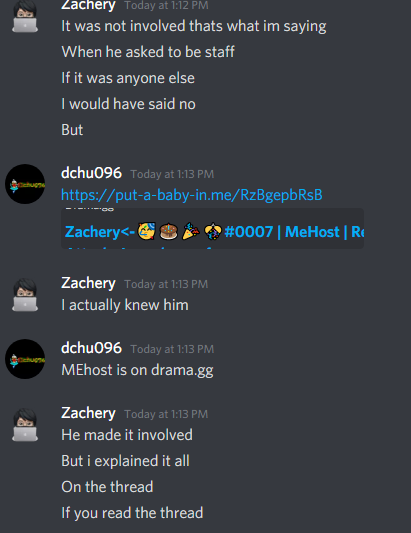 Zachery Today at 1:12 PM
It was not involved thats what im saying
When he asked to be staff
If it was anyone else
I would have said no
But
dchu096 Today at 1:13 PM
https://put-a-baby-in.me/RzBgepbRsB
Zachery<-🥳🎂🎉🎊#0007 | MeHost | Re
Zachery Today at 1:13 PM
I actually knew him
dchu096 Today at 1:13 PM
MEhost is on drama.gg
Zachery Today at 1:13 PM
He made it involved
But i explained it all
On the thread
If you read the thread